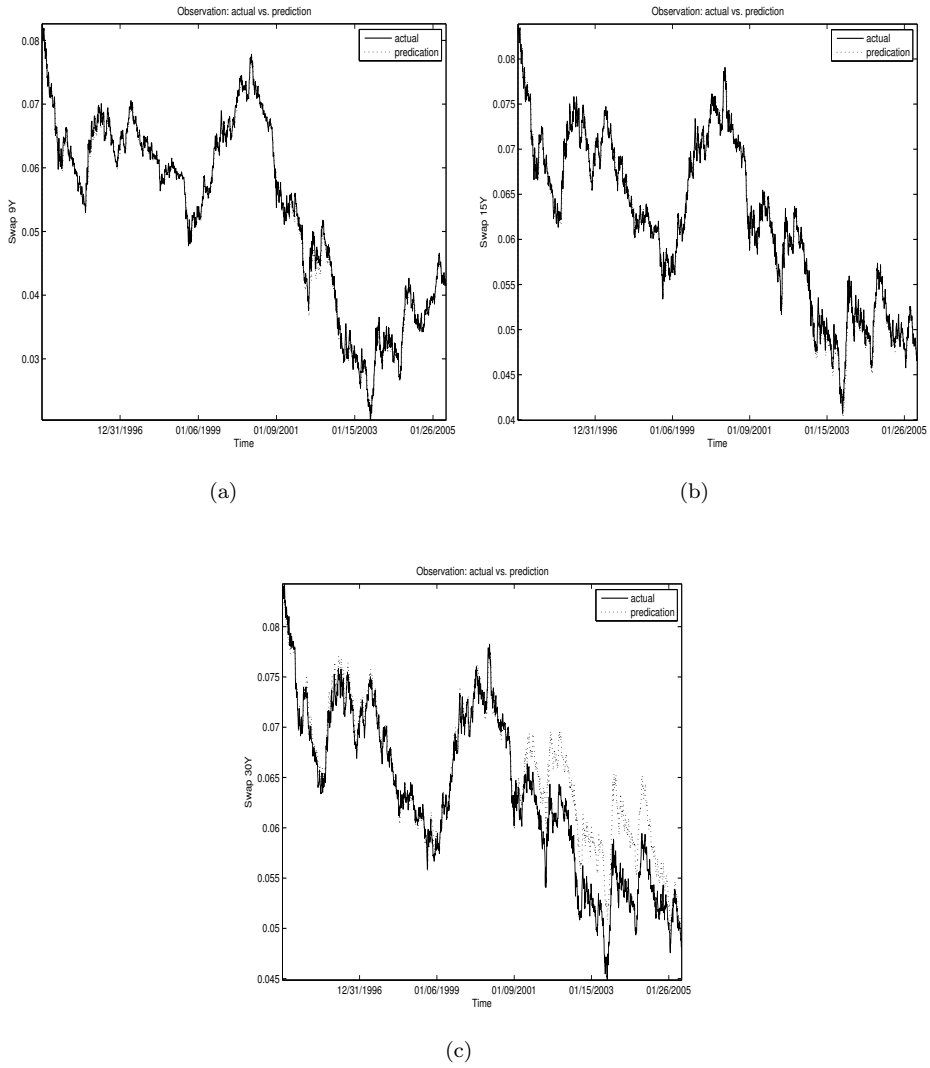 Observation: actual vs. prediction
actual
predication
0.08
0.07
0.06
0.05
0.04
0.03
Swap 9Y
12/31/1996 01/06/1999 01/09/2001 01/15/2003 01/26/2005
Time
(a)
Observation: actual vs. prediction
actual
predication
0.08
0.075
0.07
0.065
0.06
0.055
0.05
0.045
0.04
Swap 15Y
12/31/1996 01/06/1999 01/09/2001 01/15/2003 01/26/2005
Time
(b)
Observation: actual vs. prediction
actual
predication
0.08
0.075
0.07
0.065
0.06
0.055
0.05
0.045
Swap 30Y
12/31/1996 01/06/1999 01/09/2001 01/15/2003 01/26/2005
Time
(c)